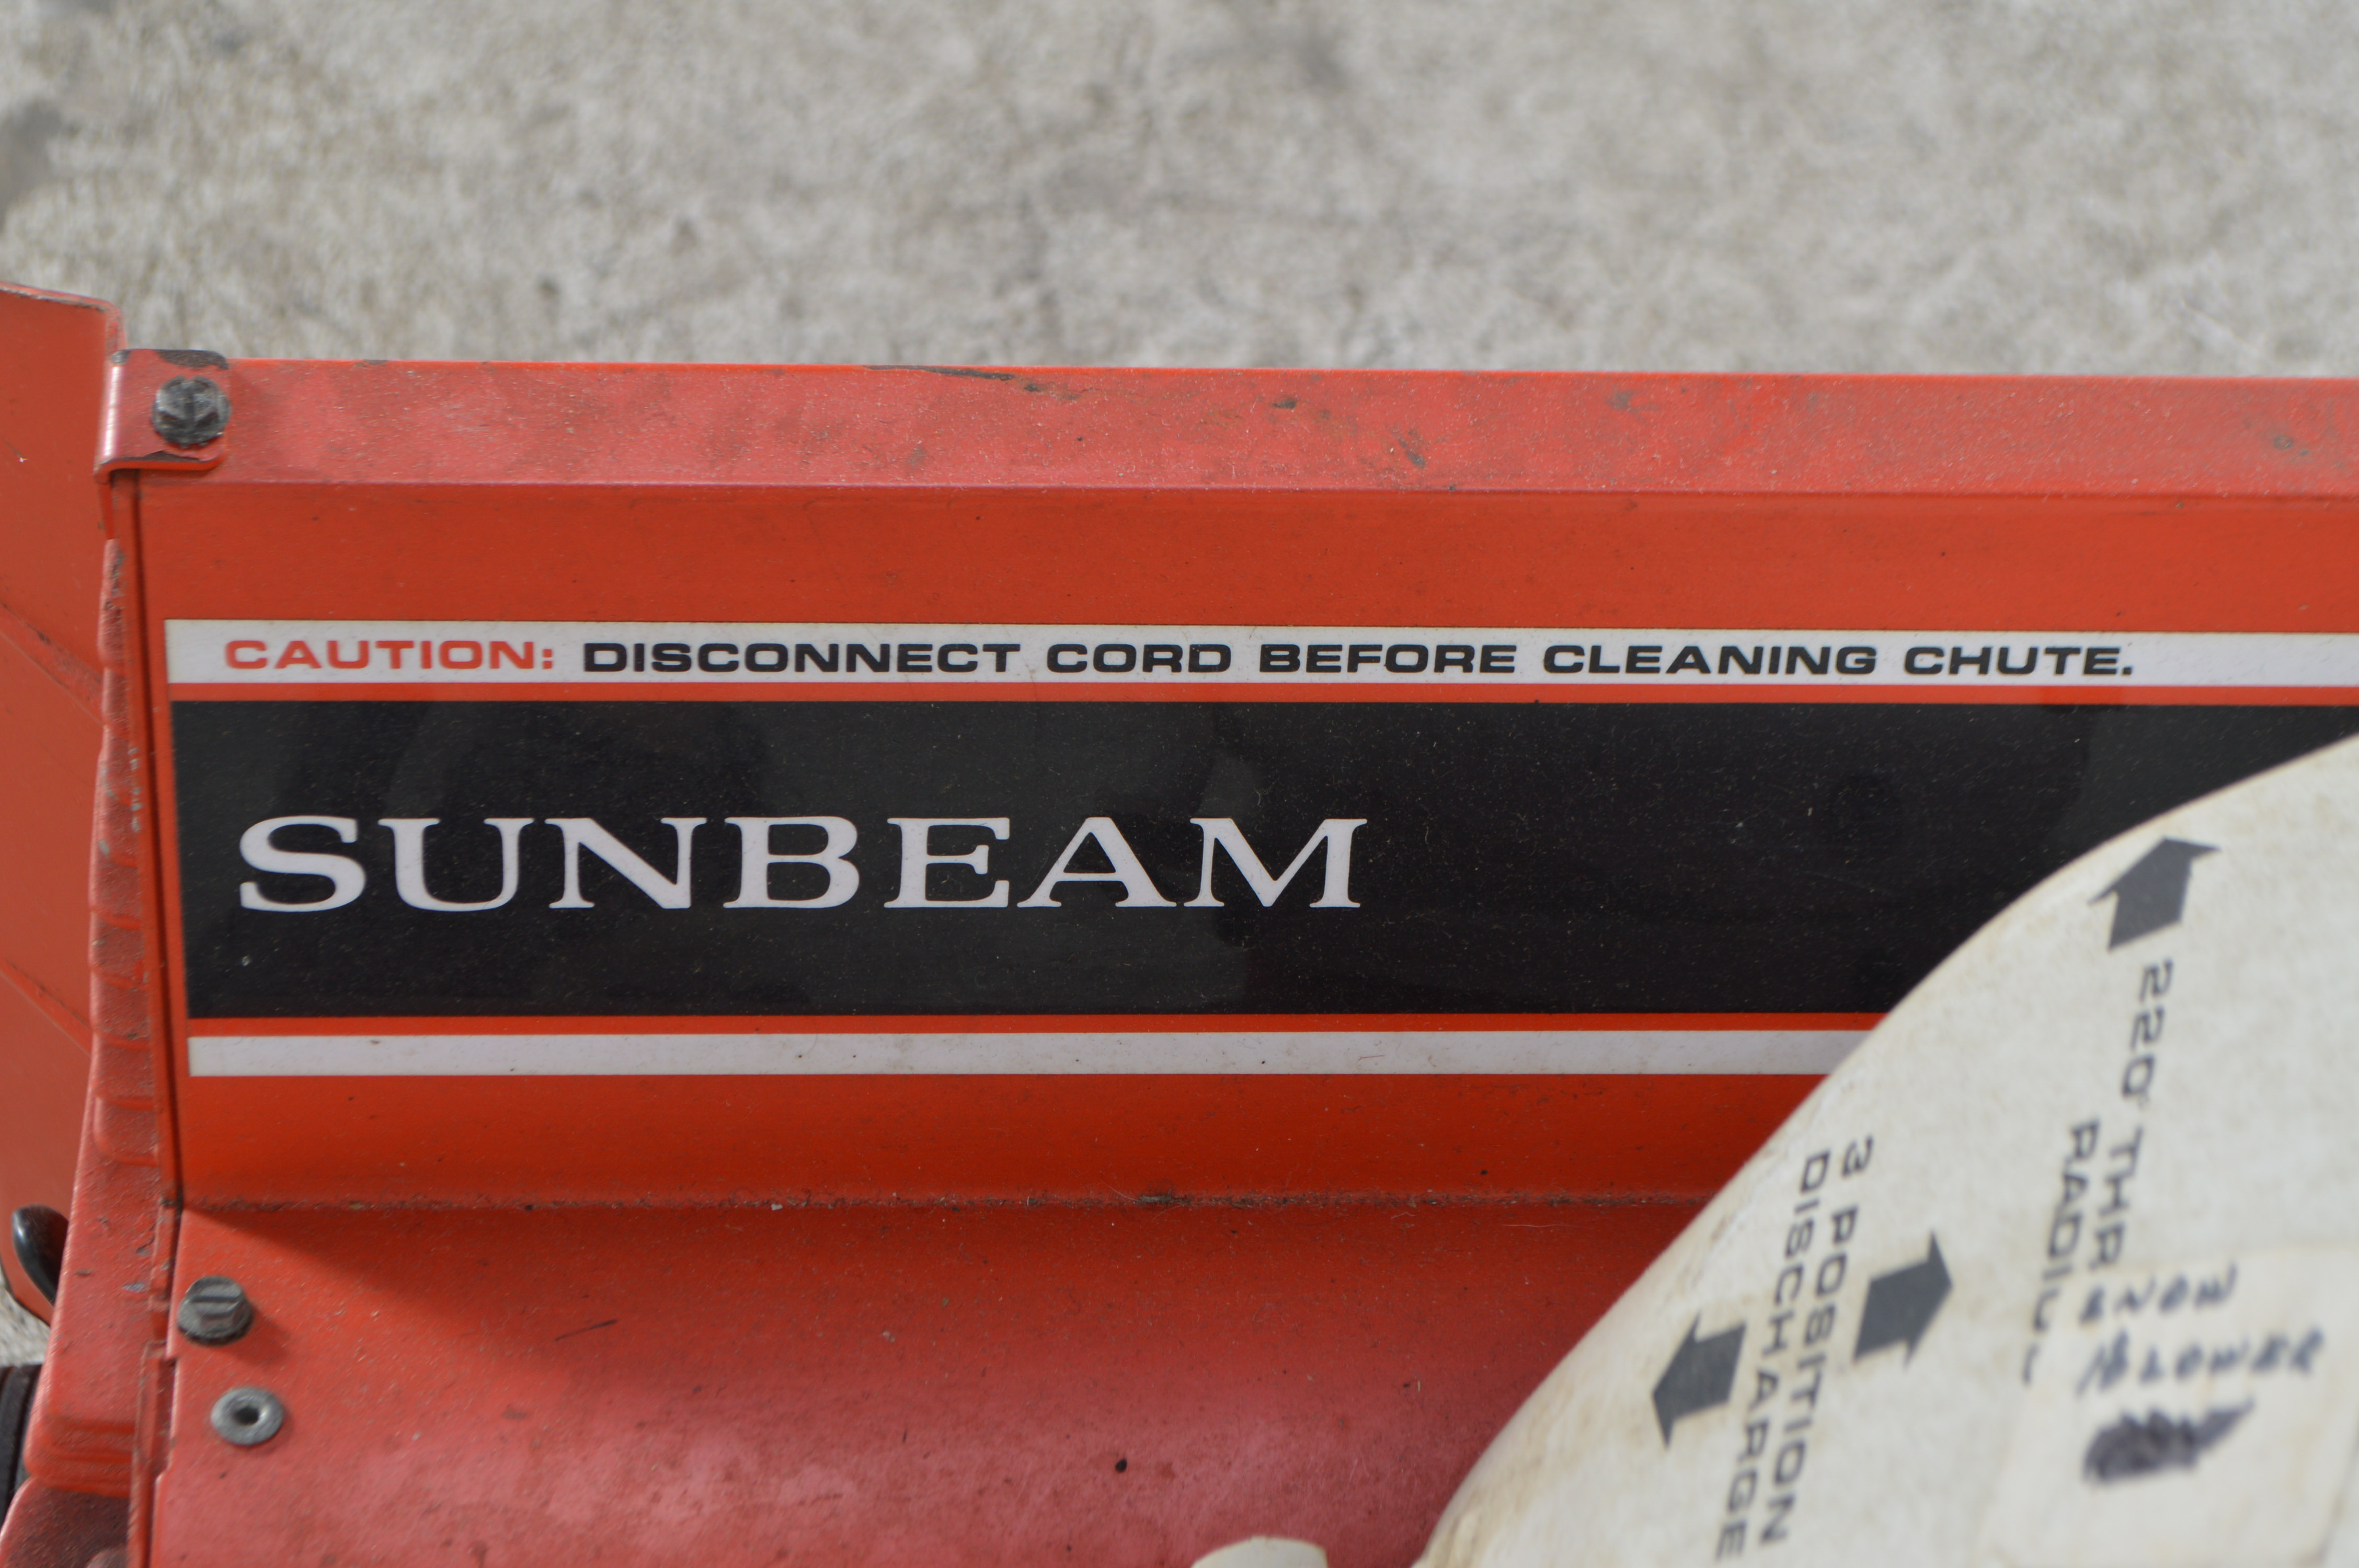 CAUTION: DISCONNECT CORD BEFORE CLEANING CHUTE.
SUNBEAM
220° THR
RADIU
3 POSITION
DISCHARGE
SNOW
BLOWER